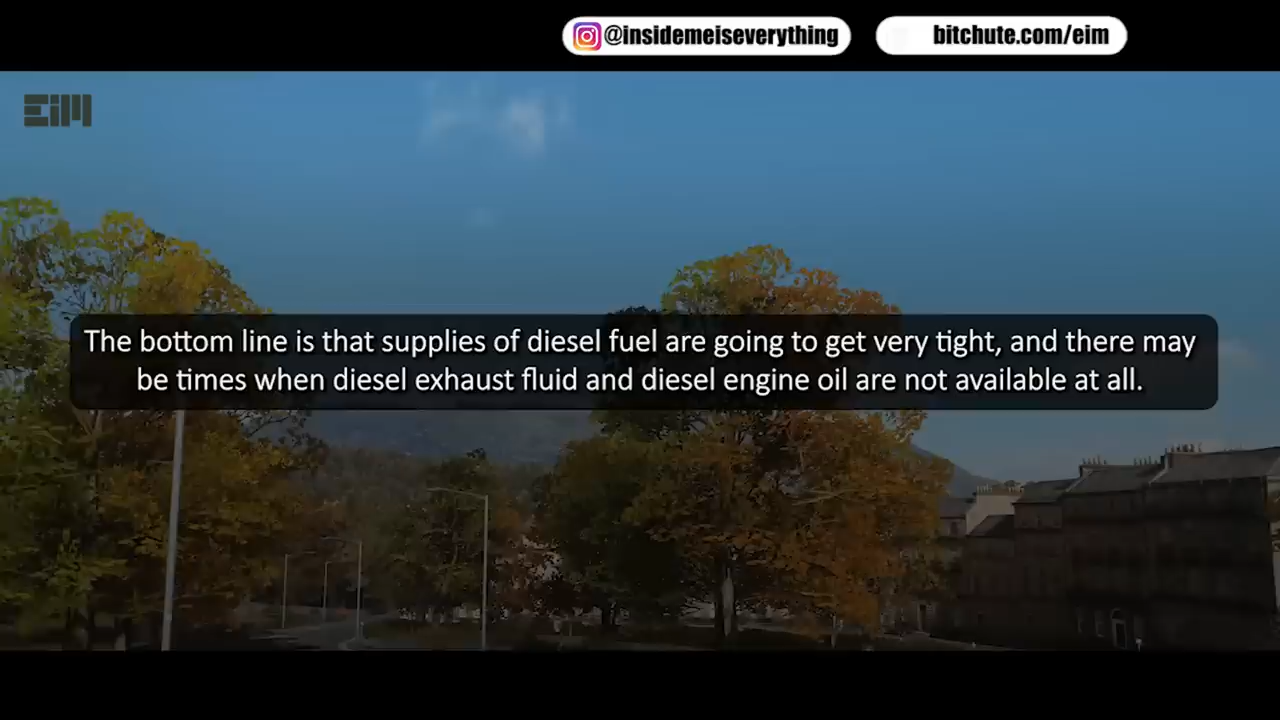 @insidemeiseverything
bitchute.com/eim
EiM
The bottom line is that supplies of diesel fuel are going to get very tight, and there may
be times when diesel exhaust fluid and diesel engine oil are not available at all.